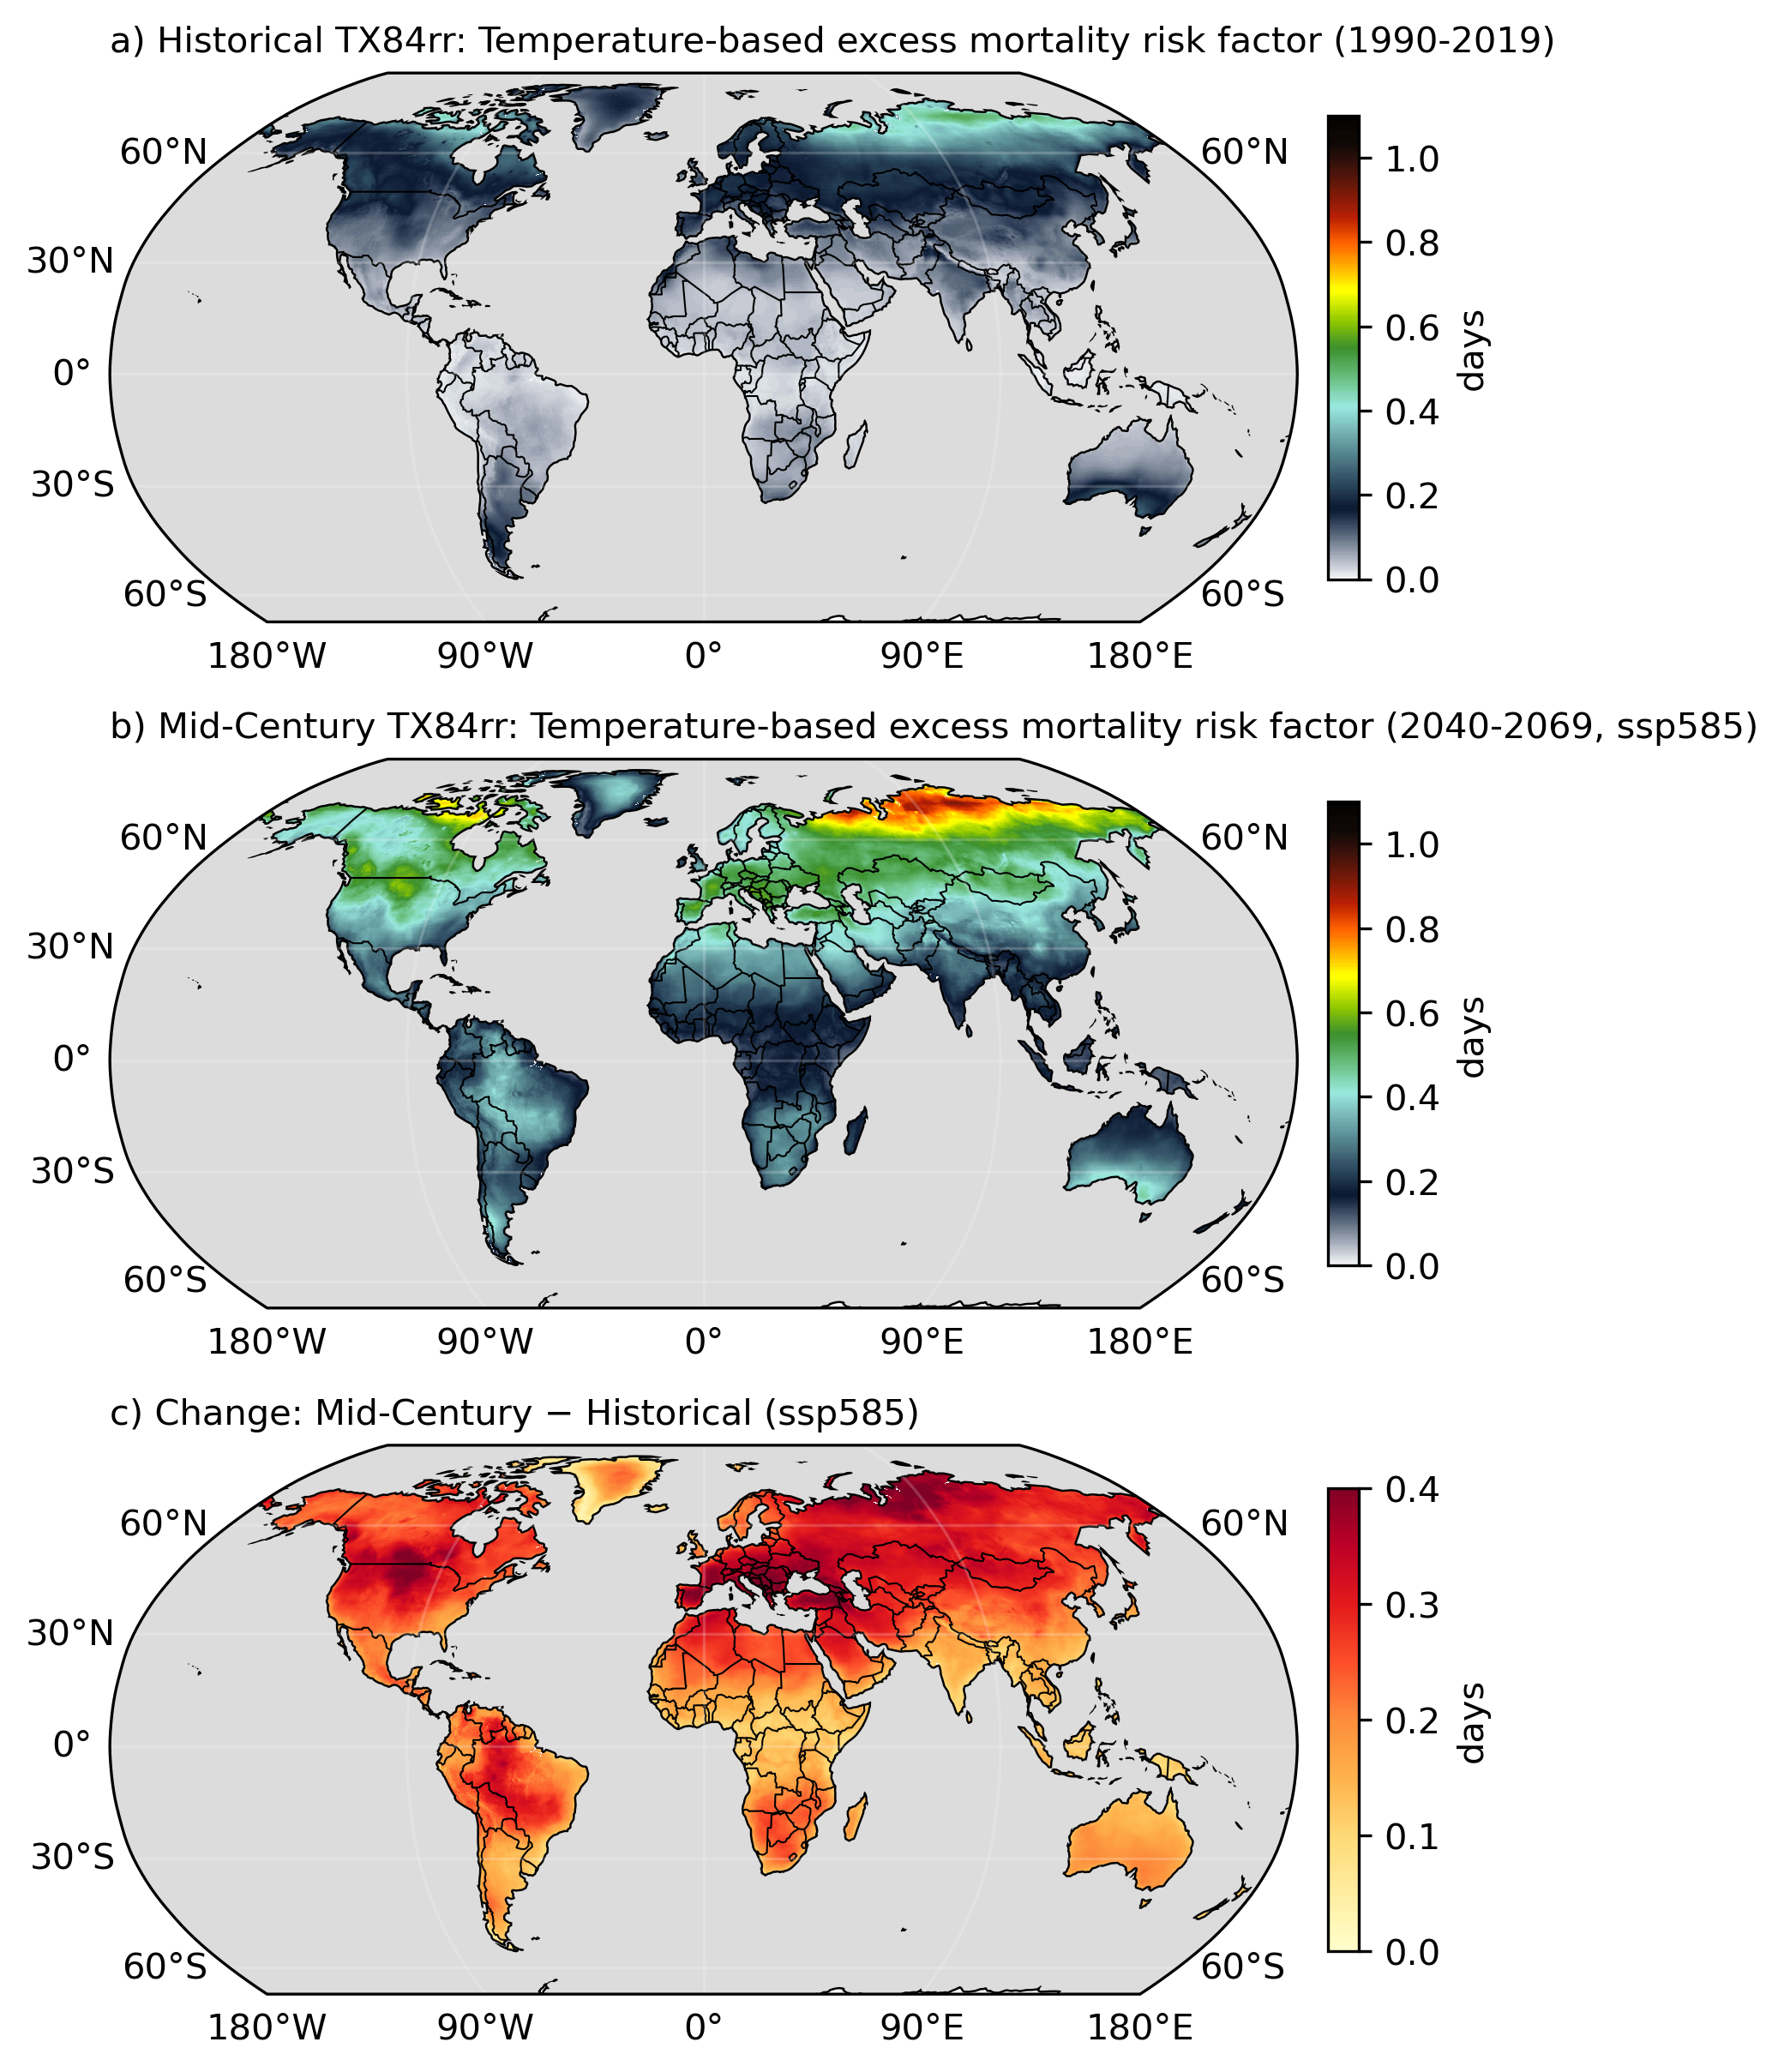 a) Historical TX84rr: Temperature-based excess mortality risk factor (1990-2019)
60°N 60°N
30°N
0°
30°S
60°S 60°S
180°W 90°W 0° 90°E 180°E
1.0
0.8
0.6
0.4
0.2
0.0
days
b) Mid-Century TX84rr: Temperature-based excess mortality risk factor (2040-2069, ssp585)
60°N 60°N
30°N
0°
30°S
60°S 60°S
180°W 90°W 0° 90°E 180°E
1.0
0.8
0.6
0.4
0.2
0.0
days
c) Change: Mid-Century − Historical (ssp585)
60°N 60°N
30°N
0°
30°S
60°S 60°S
180°W 90°W 0° 90°E 180°E
0.4
0.3
0.2
0.1
0.0
days